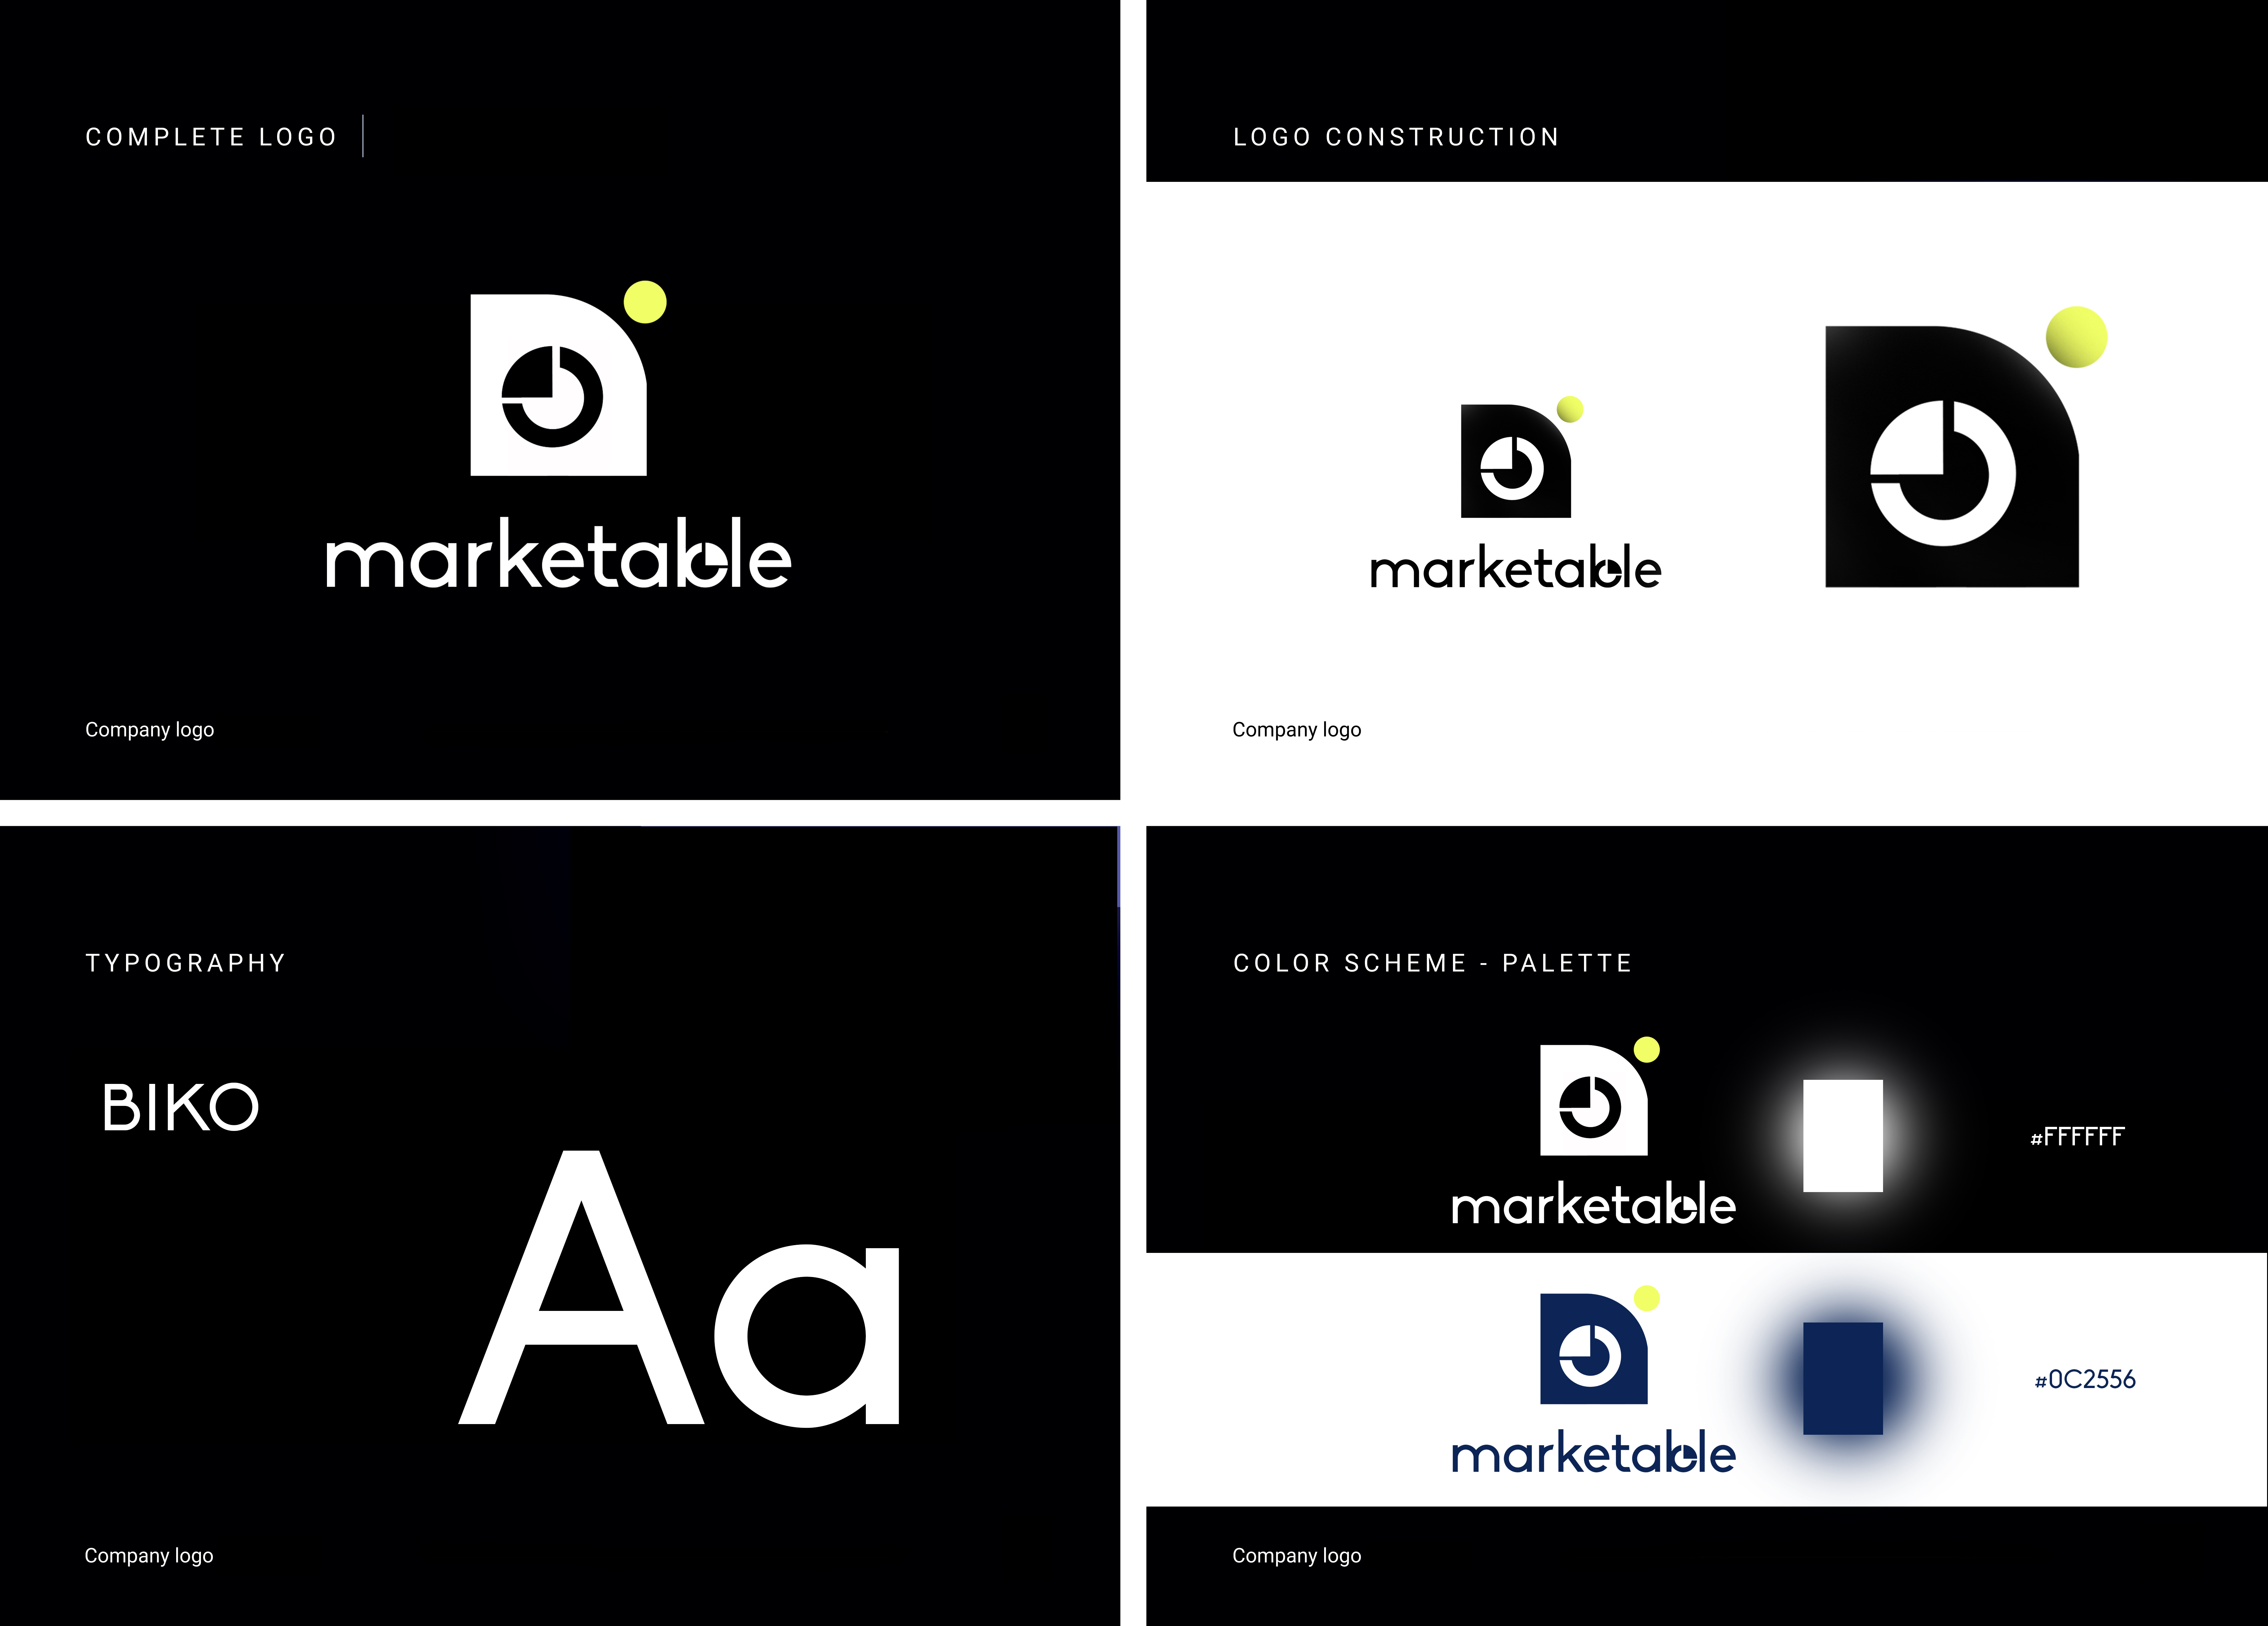 COMPLETE LOGO
marketable
Company logo
LOGO CONSTRUCTION
marketable
Company logo
TYPOGRAPHY
BIKO
Aa
Company logo
COLOR SCHEME - PALETTE
marketable
#FFFFFF
marketable
#0C2556
Company logo